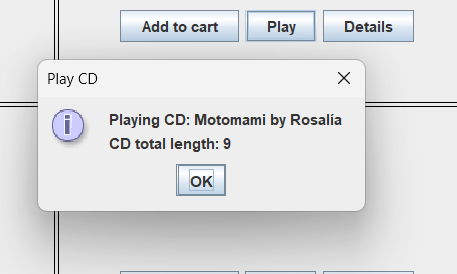 Add to cart Play Details
Play CD
Playing CD: Motomami by Rosalía
CD total length: 9
OK